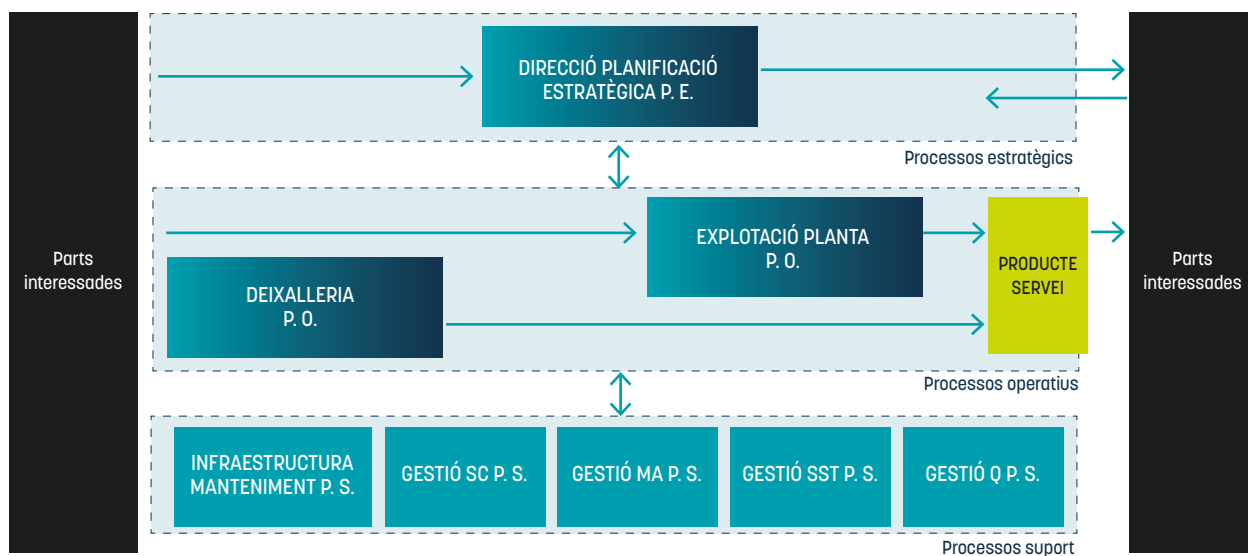 Parts
interessades
DIRECCIÓ PLANIFICACIÓ
ESTRATÈGICA P. E.
Processos estratègics
EXPLOTACIÓ PLANTA
P. O.
DEIXALLERIA
P. O.
PRODUCTE
SERVEI
Processos operatius
INFRAESTRUCTURA
MANTENIMENT P. S.
GESTIÓ SC P. S.
GESTIÓ MA P. S.
GESTIÓ SST P. S.
GESTIÓ Q P. S.
Processos suport
Parts
interessades